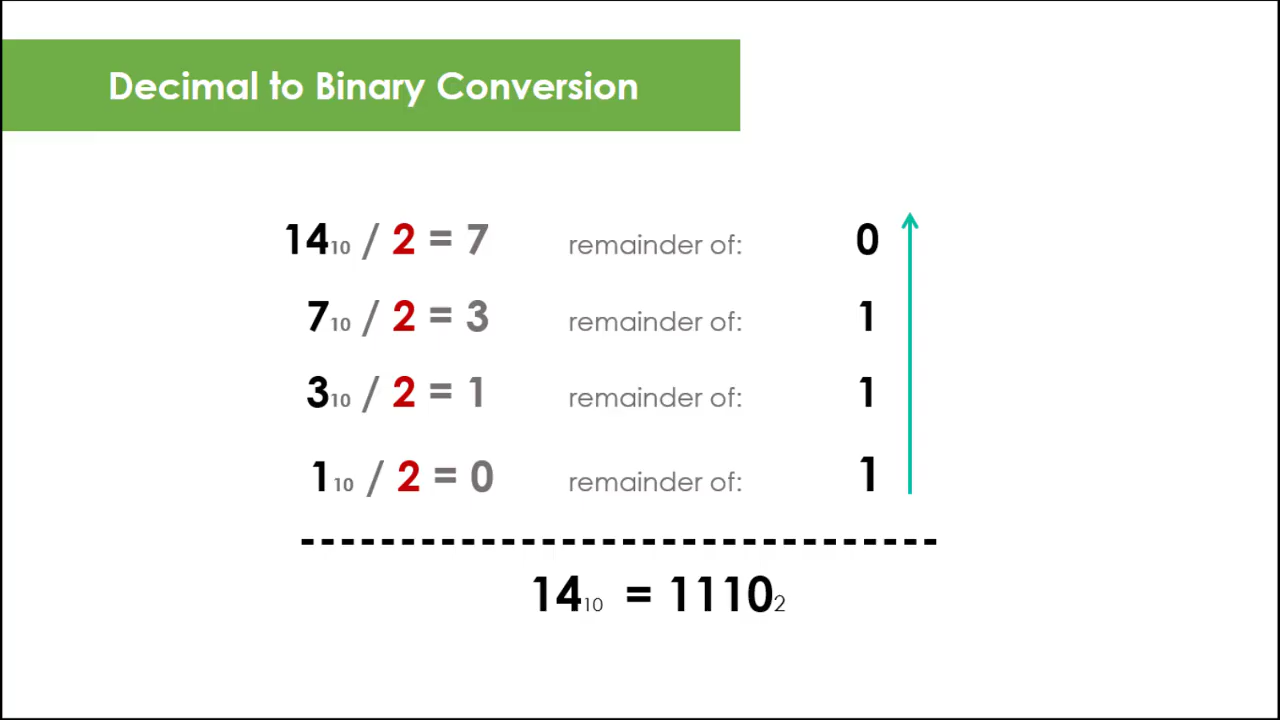 Decimal to Binary Conversion
14₁₀ / 2 = 7 remainder of: 0
7₁₀ / 2 = 3 remainder of: 1
3₁₀ / 2 = 1 remainder of: 1
1₁₀ / 2 = 0 remainder of: 1
14₁₀ = 1110₂